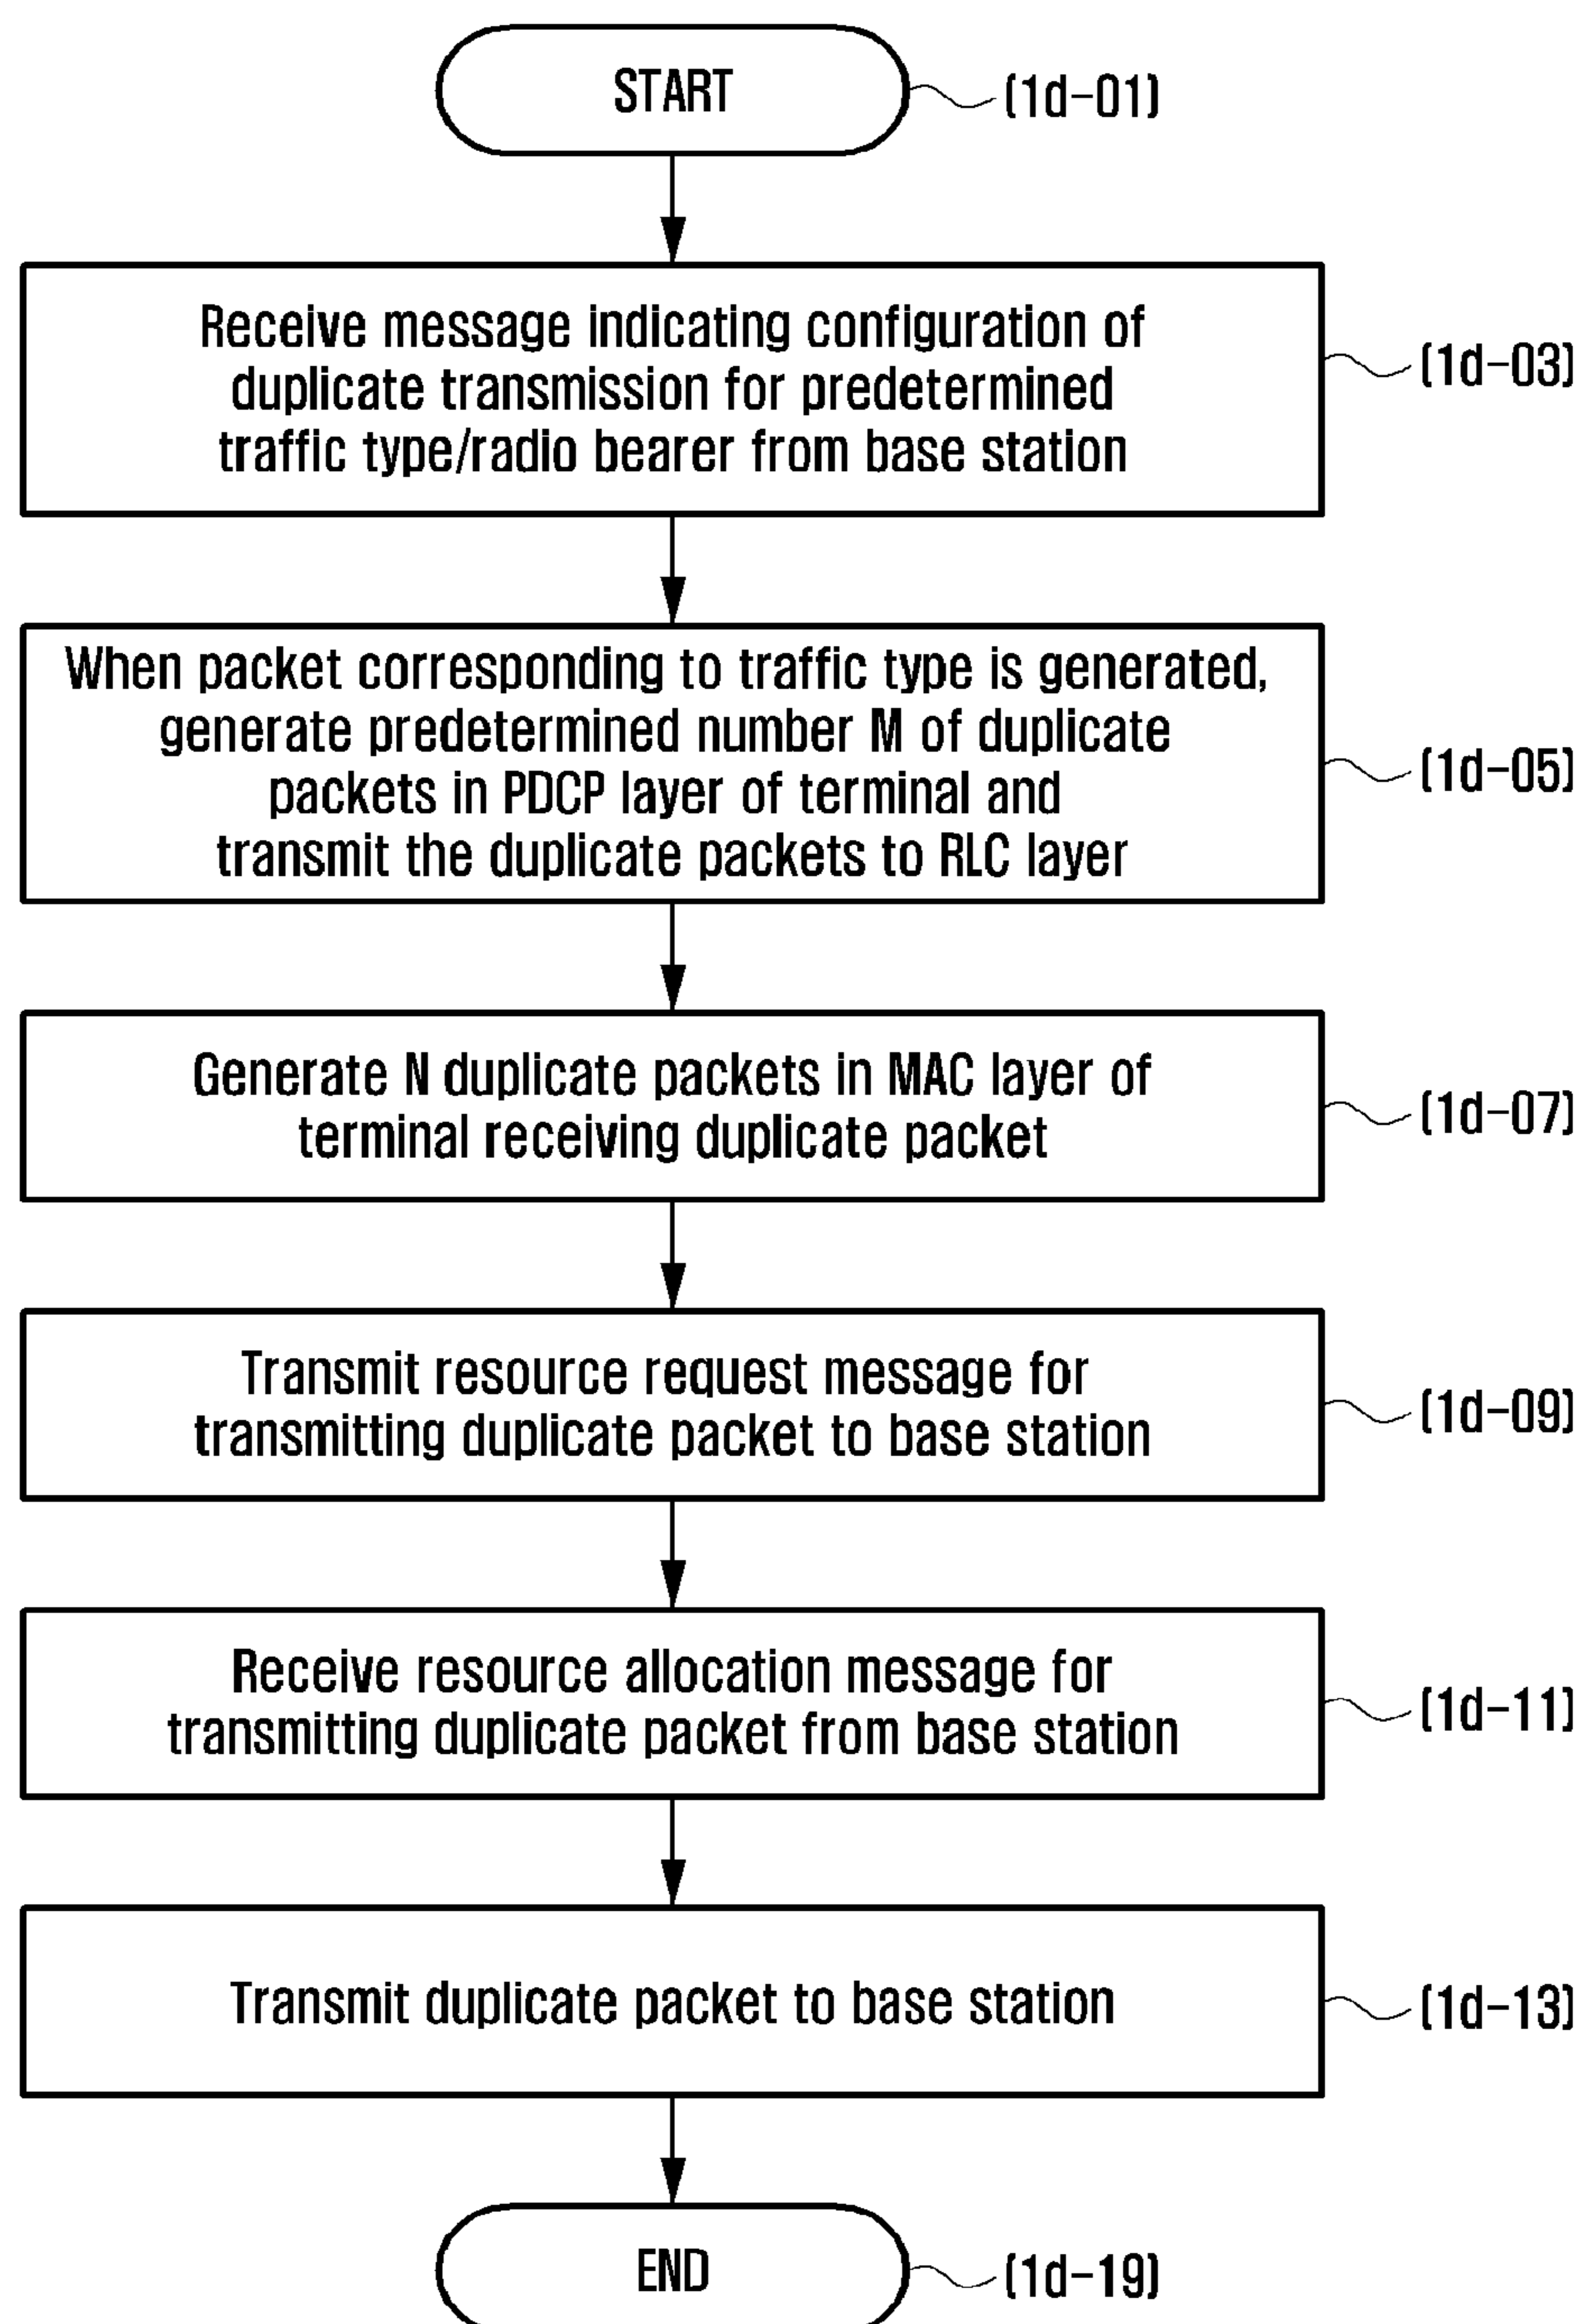 START
(1d-01)
Receive message indicating configuration of
duplicate transmission for predetermined
traffic type/radio bearer from base station
(1d-03)
When packet corresponding to traffic type is generated,
generate predetermined number M of duplicate
packets in PDCP layer of terminal and
transmit the duplicate packets to RLC layer
(1d-05)
Generate N duplicate packets in MAC layer of
terminal receiving duplicate packet
(1d-07)
Transmit resource request message for
transmitting duplicate packet to base station
(1d-09)
Receive resource allocation message for
transmitting duplicate packet from base station
(1d-11)
Transmit duplicate packet to base station
(1d-13)
END
(1d-19)